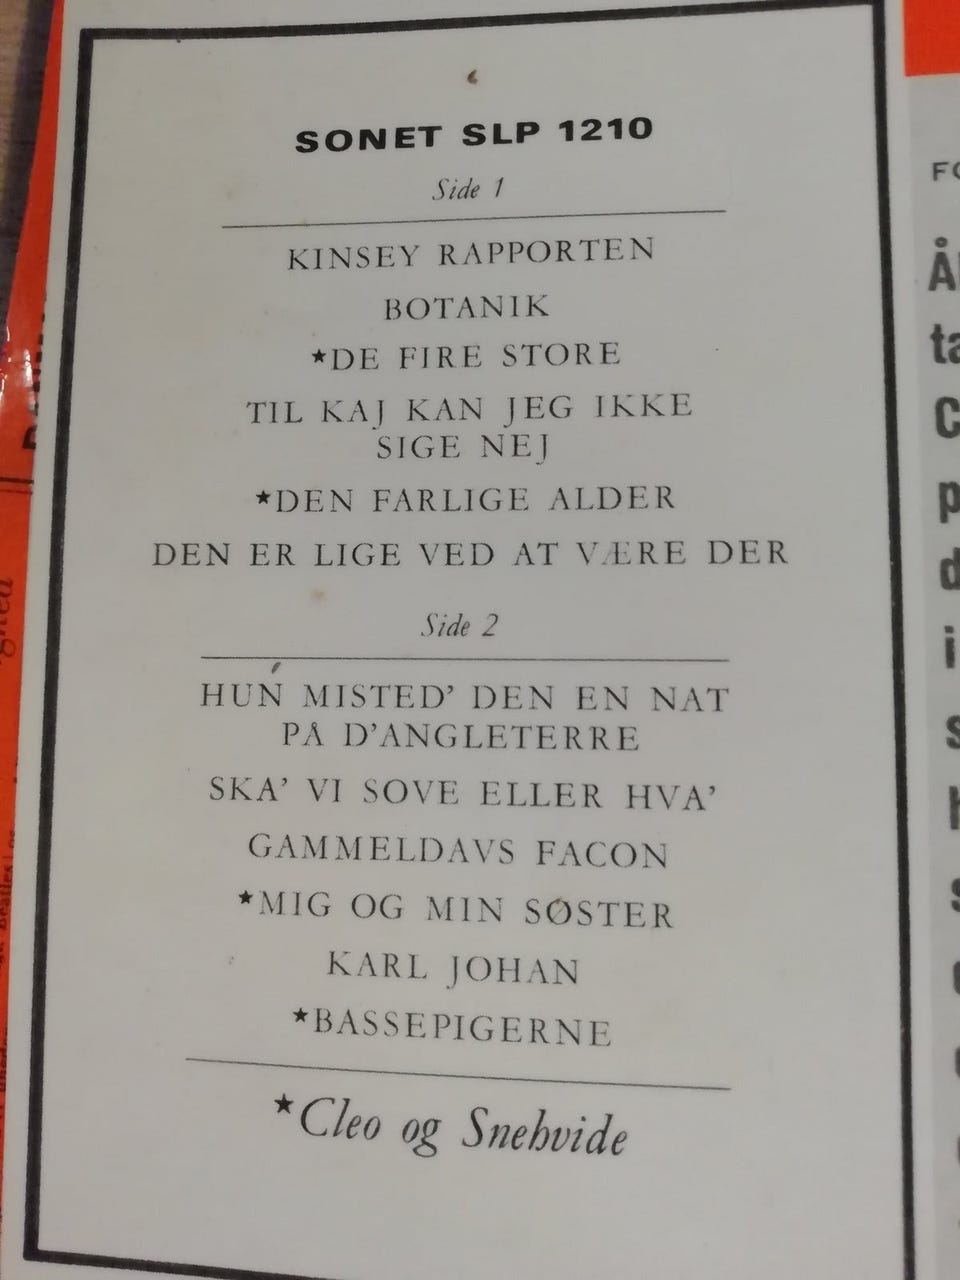 SONET SLP 1210
Side 1
KINSEY RAPPORTEN
BOTANIK
★DE FIRE STORE
TIL KAJ KAN JEG IKKE
SIGE NEJ
★DEN FARLIGE ALDER
DEN ER LIGE VED AT VÆRE DER
Side 2
HUN MISTED’ DEN EN NAT
PÅ D’ANGLETERRE
SKA’ VI SOVE ELLER HVA’
GAMMELDAVS FACON
★MIG OG MIN SØSTER
KARL JOHAN
★BASSEPIGERNE
★Cleo og Snehvide